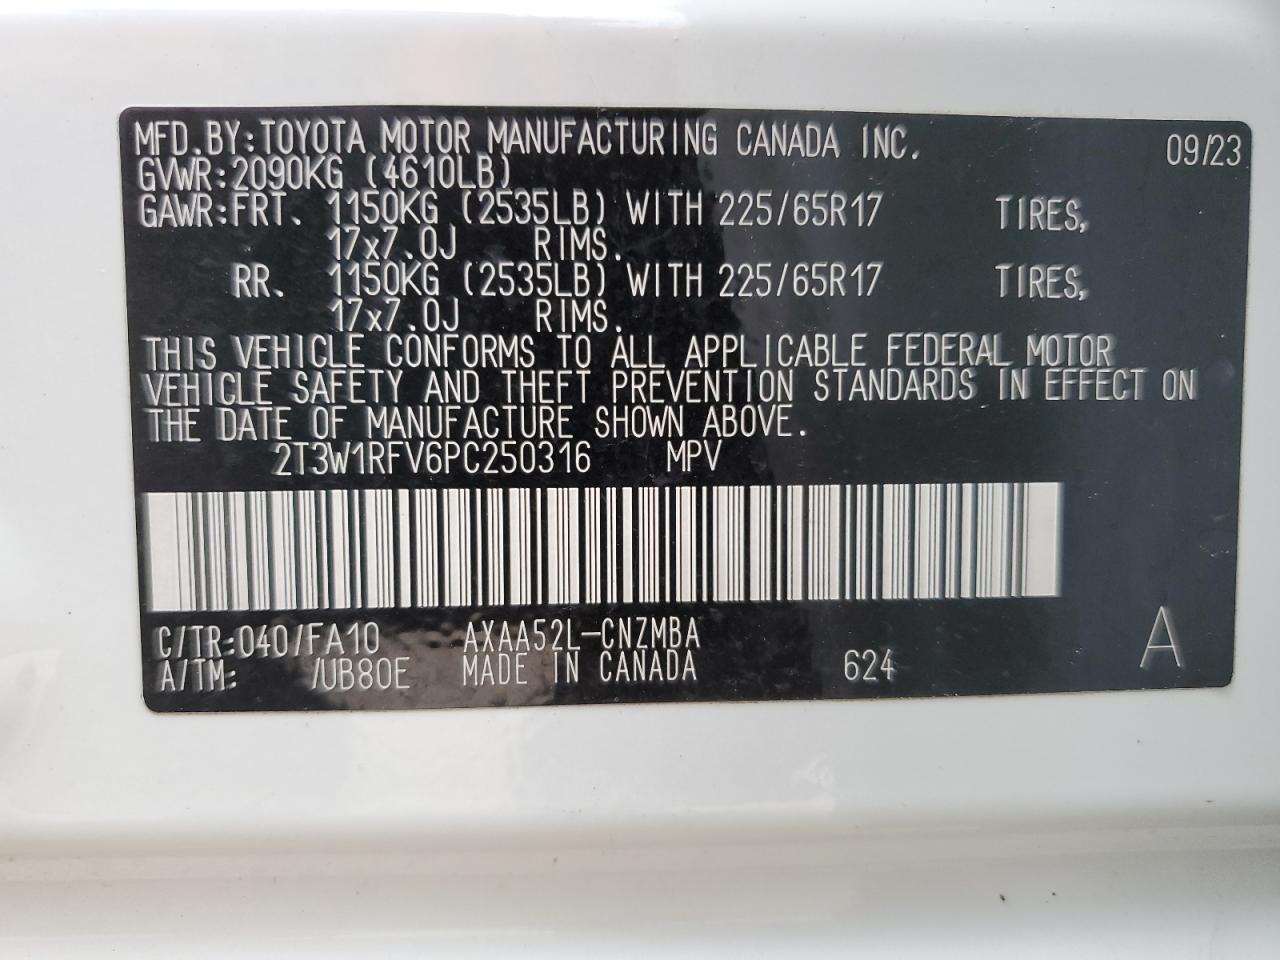 MFD.BY:TOYOTA MOTOR MANUFACTURING CANADA INC. 09/23
GVWR:2090KG (4610LB)
GAWR:FRT. 1150KG (2535LB) WITH 225/65R17 TIRES,
17x7.0J RIMS.
RR. 1150KG (2535LB) WITH 225/65R17 TIRES,
17x7.0J RIMS.
THIS VEHICLE CONFORMS TO ALL APPLICABLE FEDERAL MOTOR
VEHICLE SAFETY AND THEFT PREVENTION STANDARDS IN EFFECT ON
THE DATE OF MANUFACTURE SHOWN ABOVE.
2T3W1RFV6PC250316 MPV
C/TR:040/FA10 AXAA52L-CNZMBA A
A/TM: /UB80E MADE IN CANADA 624